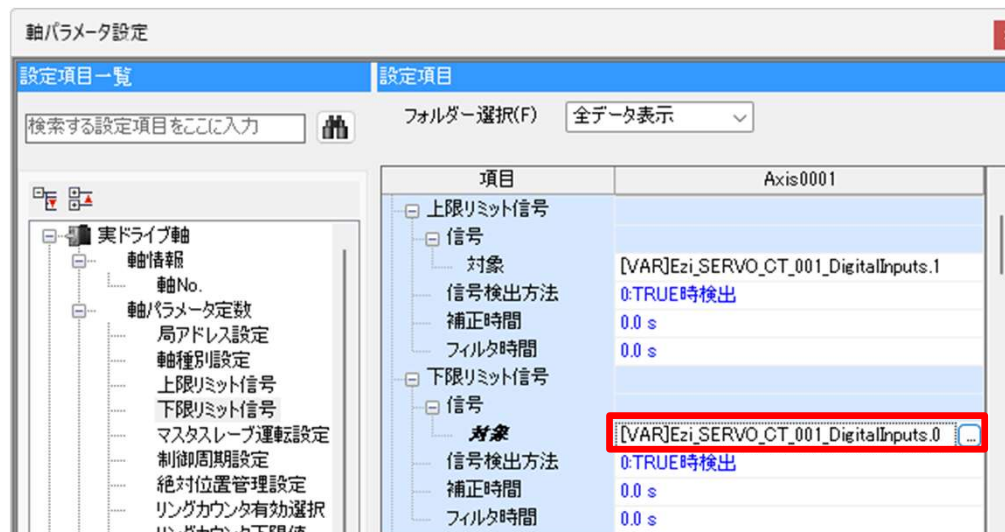 軸パラメータ設定
設定項目一覧
設定項目
検索する設定項目をここに入力
フォルダー選択(F) 全データ表示
項目 Axis0001
実ドライブ軸
軸情報
軸No.
軸パラメータ定数
局アドレス設定
軸種別設定
上限リミット信号
下限リミット信号
マスタスレーブ運転設定
制御周期設定
絶対位置管理設定
リングカウンタ有効選択
リングカウンタ下限値
上限リミット信号
信号
対象 [VAR]Ezi_SERVO_CT_001_DigitalInputs.1
信号検出方法 0:TRUE時検出
補正時間 0.0 s
フィルタ時間 0.0 s
下限リミット信号
信号
対象 [VAR]Ezi_SERVO_CT_001_DigitalInputs.0 ...
信号検出方法 0:TRUE時検出
補正時間 0.0 s
フィルタ時間 0.0 s